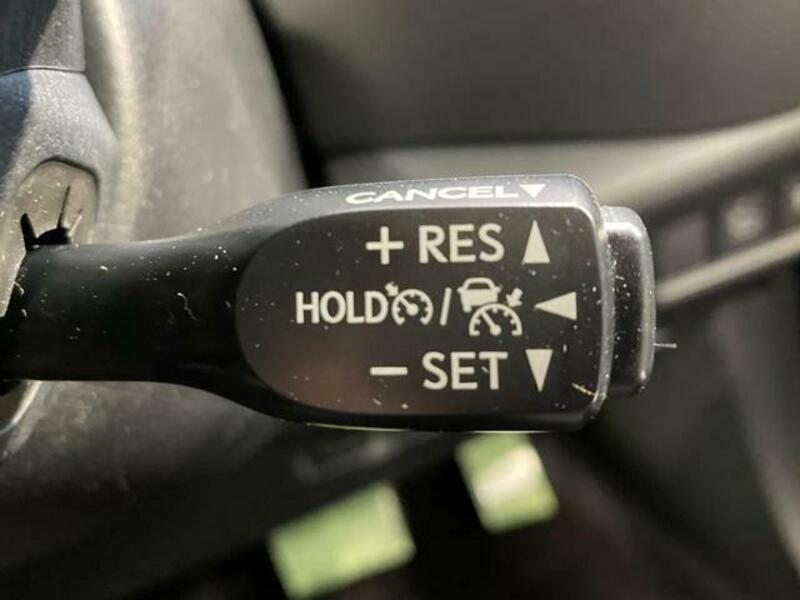 CANCEL▼
+ RES ▲
HOLD / ◀
− SET ▼